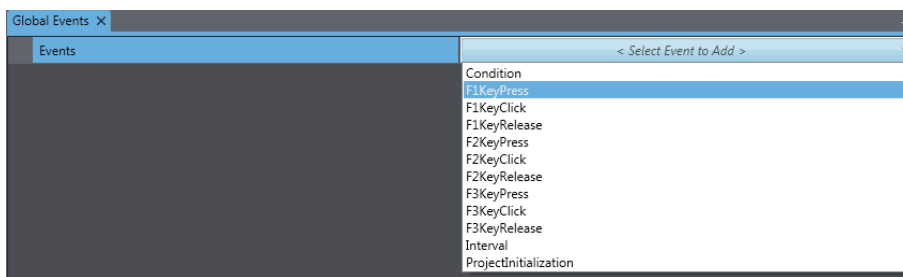 Global Events X
Events
< Select Event to Add >
Condition
F1KeyPress
F1KeyClick
F1KeyRelease
F2KeyPress
F2KeyClick
F2KeyRelease
F3KeyPress
F3KeyClick
F3KeyRelease
Interval
ProjectInitialization